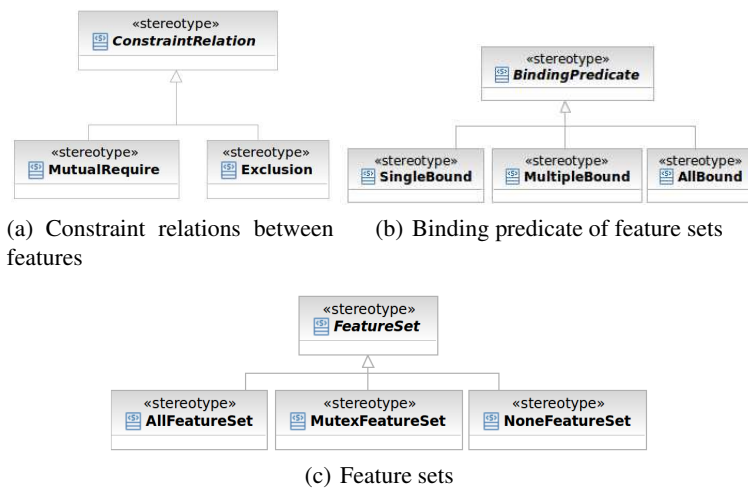 «stereotype»
ConstraintRelation
«stereotype»
MutualRequire
«stereotype»
Exclusion
(a) Constraint relations between
features
«stereotype»
BindingPredicate
«stereotype»
SingleBound
«stereotype»
MultipleBound
«stereotype»
AllBound
(b) Binding predicate of feature sets
«stereotype»
FeatureSet
«stereotype»
AllFeatureSet
«stereotype»
MutexFeatureSet
«stereotype»
NoneFeatureSet
(c) Feature sets